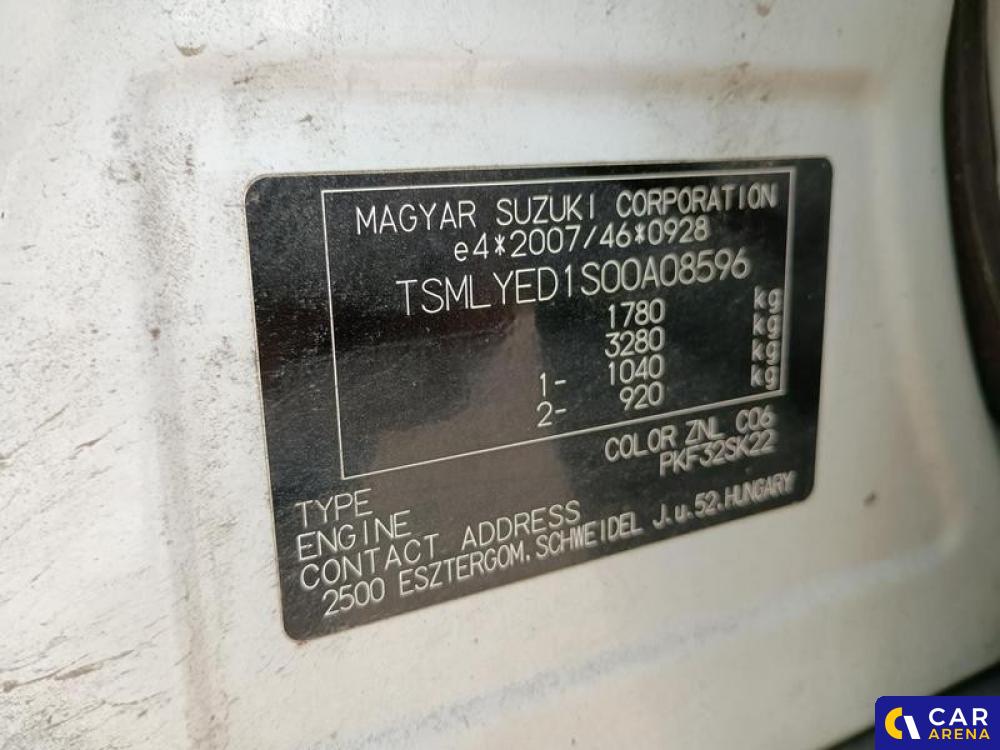 MAGYAR SUZUKI CORPORATION
e4*2007/46*0928
TSMLYED1S00A08596
1780 kg
3280 kg
1- 1040 kg
2- 920 kg
COLOR ZNL C06
PKF32SK22
TYPE
ENGINE
CONTACT ADDRESS
2500 ESZTERGOM, SCHWEIDEL J.u.52.HUNGARY
CAR
ARENA